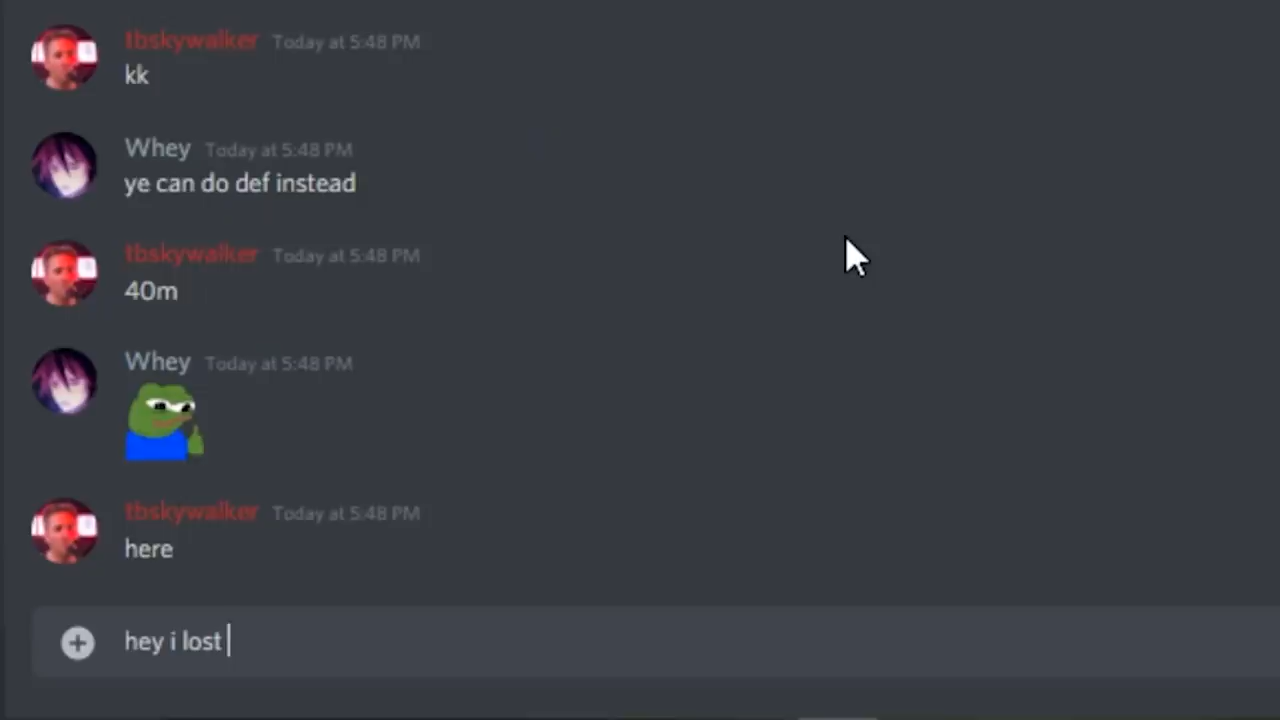 tbskywalker Today at 5:48 PM
kk
Whey Today at 5:48 PM
ye can do def instead
tbskywalker Today at 5:48 PM
40m
Whey Today at 5:48 PM
tbskywalker Today at 5:48 PM
here
hey i lost